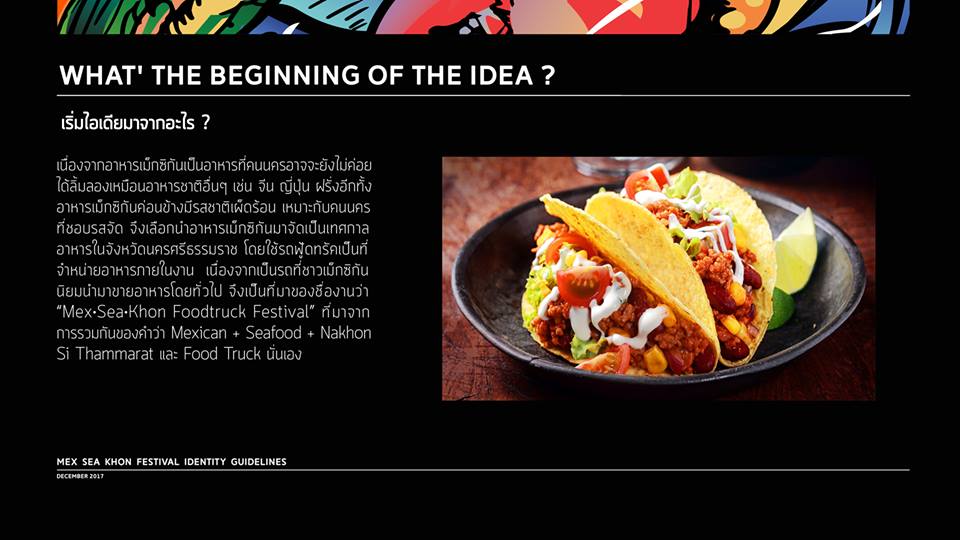 WHAT' THE BEGINNING OF THE IDEA ?
เริ่มไอเดียมาจากอะไร ?
เนื่องจากอาหารเม็กซิกันเป็นอาหารที่คนนครอาจจะยังไม่ค่อย
ได้ลิ้มลองเหมือนอาหารชาติอื่นๆ เช่น จีน ญี่ปุ่น ฝรั่งอีกทั้ง
อาหารเม็กซิกันค่อนข้างมีรสชาติเผ็ดร้อน เหมาะกับคนนคร
ที่ชอบรสจัด จึงเลือกนำอาหารเม็กซิกันมาจัดเป็นเทศกาล
อาหารในจังหวัดนครศรีธรรมราช โดยใช้รถฟู้ดทรัคเป็นที่
จำหน่ายอาหารภายในงาน เนื่องจากเป็นรถที่ชาวเม็กซิกัน
นิยมนำมาขายอาหารโดยทั่วไป จึงเป็นที่มาของชื่องานว่า
“Mex•Sea•Khon Foodtruck Festival” ที่มาจาก
การรวมกันของคำว่า Mexican + Seafood + Nakhon
Si Thammarat และ Food Truck นั่นเอง
MEX SEA KHON FESTIVAL IDENTITY GUIDELINES
DECEMBER 2017